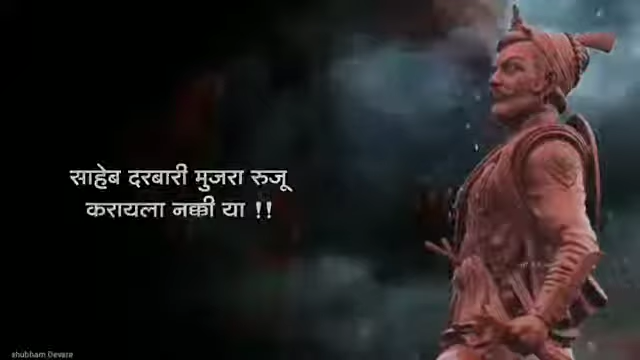 साहेब दरबारी मुजरा रुजू
करायला नक्की या !!
shubham Devare